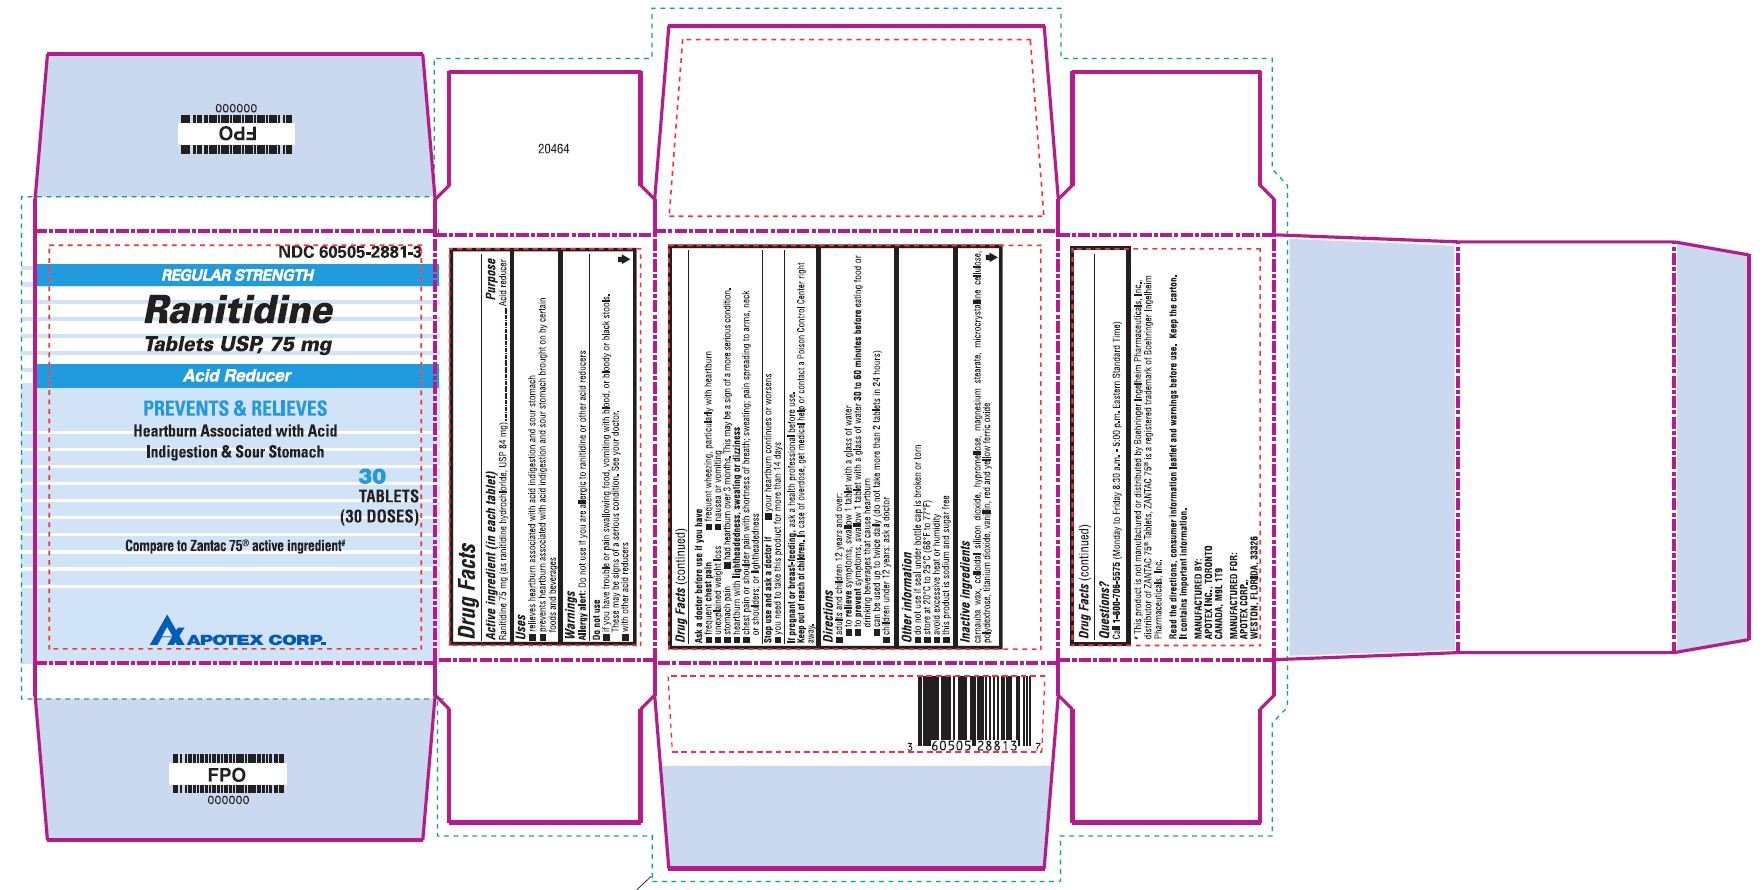 000000
FPO
NDC 60505-2881-3
REGULAR STRENGTH
Ranitidine
Tablets USP, 75 mg
Acid Reducer
PREVENTS & RELIEVES
Heartburn Associated with Acid
Indigestion & Sour Stomach
30
TABLETS
(30 DOSES)
Compare to Zantac 75® active ingredient#
APOTEX CORP.
FPO
000000
20464
Drug Facts
Active ingredient (in each tablet) Purpose
Ranitidine 75 mg (as ranitidine hydrochloride, USP 84 mg) Acid reducer
Uses
■ relieves heartburn associated with acid indigestion and sour stomach
■ prevents heartburn associated with acid indigestion and sour stomach brought on by certain
foods and beverages
Warnings
Allergy alert: Do not use if you are allergic to ranitidine or other acid reducers
Do not use
■ if you have trouble or pain swallowing food, vomiting with blood, or bloody or black stools.
These may be signs of a serious condition. See your doctor.
■ with other acid reducers
Drug Facts (continued)
Ask a doctor before use if you have
■ frequent chest pain ■ frequent wheezing, particularly with heartburn
■ unexplained weight loss ■ nausea or vomiting
■ stomach pain ■ had heartburn over 3 months. This may be a sign of a more serious condition.
■ heartburn with lightheadedness, sweating or dizziness
■ chest pain or shoulder pain with shortness of breath; sweating; pain spreading to arms, neck
or shoulders; or lightheadedness
Stop use and ask a doctor if ■ your heartburn continues or worsens
■ you need to take this product for more than 14 days
If pregnant or breast-feeding, ask a health professional before use.
Keep out of reach of children. In case of overdose, get medical help or contact a Poison Control Center right
away.
Directions
■ adults and children 12 years and over:
■ to relieve symptoms, swallow 1 tablet with a glass of water
■ to prevent symptoms, swallow 1 tablet with a glass of water 30 to 60 minutes before eating food or
drinking beverages that cause heartburn
■ can be used up to twice daily (do not take more than 2 tablets in 24 hours)
■ children under 12 years: ask a doctor
Other information
■ do not use if seal under bottle cap is broken or torn
■ store at 20°C to 25°C (68°F to 77°F)
■ avoid excessive heat or humidity
■ this product is sodium and sugar free
Inactive ingredients
carnauba wax, colloidal silicon dioxide, hypromellose, magnesium stearate, microcrystalline cellulose,
polydextrose, titanium dioxide, vanillin, red and yellow ferric oxide
3 60505 28813 7
Drug Facts (continued)
Questions?
Call 1-800-706-5575 (Monday to Friday 8:30 a.m. - 5:00 p.m. Eastern Standard Time)
# This product is not manufactured or distributed by Boehringer Ingelheim Pharmaceuticals, Inc.,
distributor of ZANTAC 75® Tablets, ZANTAC 75® is a registered trademark of Boehringer Ingelheim
Pharmaceuticals, Inc.
Read the directions, consumer information leaflet and warnings before use. Keep the carton.
It contains important information.
MANUFACTURED BY:
APOTEX INC., TORONTO
CANADA, M9L 1T9
MANUFACTURED FOR:
APOTEX CORP.,
WESTON, FLORIDA, 33326